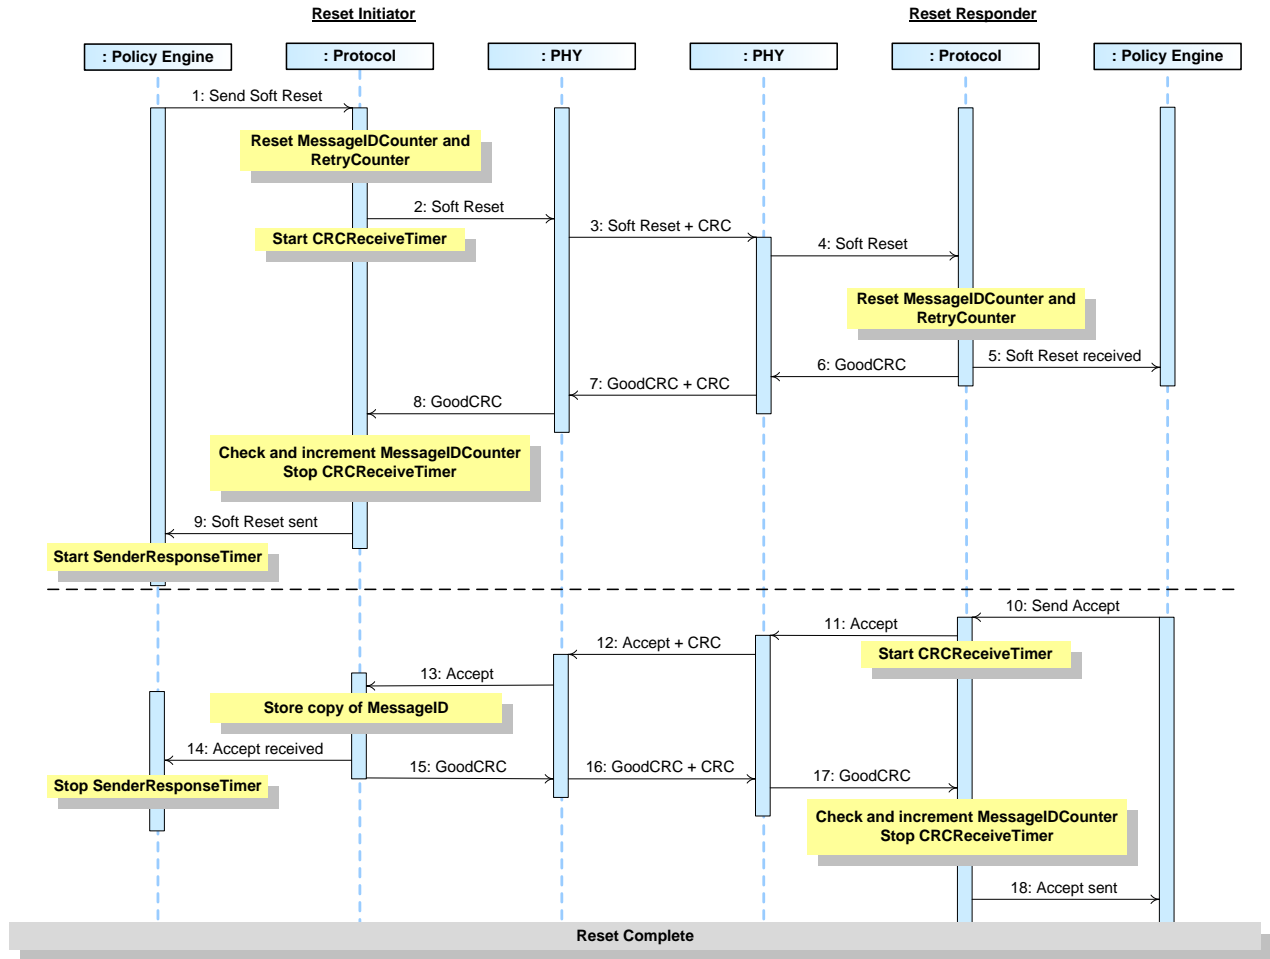 Reset Initiator
Reset Responder
: Policy Engine
: Protocol
: PHY
: PHY
: Protocol
: Policy Engine
1: Send Soft Reset
Reset MessageIDCounter and
RetryCounter
2: Soft Reset
Start CRCReceiveTimer
3: Soft Reset + CRC
4: Soft Reset
Reset MessageIDCounter and
RetryCounter
5: Soft Reset received
6: GoodCRC
7: GoodCRC + CRC
8: GoodCRC
Check and increment MessageIDCounter
Stop CRCReceiveTimer
9: Soft Reset sent
Start SenderResponseTimer
10: Send Accept
11: Accept
Start CRCReceiveTimer
12: Accept + CRC
13: Accept
Store copy of MessageID
14: Accept received
Stop SenderResponseTimer
15: GoodCRC
16: GoodCRC + CRC
17: GoodCRC
Check and increment MessageIDCounter
Stop CRCReceiveTimer
18: Accept sent
Reset Complete